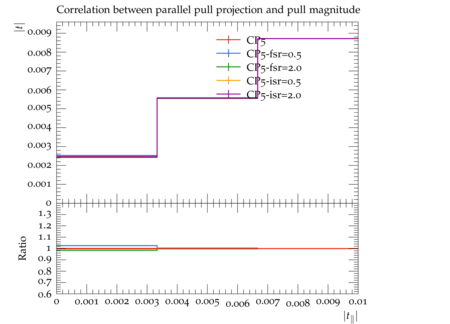 Correlation between parallel pull projection and pull magnitude
|t|
0.009
0.008
0.007
0.006
0.005
0.004
0.003
0.002
0.001
0
CP5
CP5-fsr=0.5
CP5-fsr=2.0
CP5-isr=0.5
CP5-isr=2.0
Ratio
1.3
1.2
1.1
1
0.9
0.8
0.7
0.6
0 0.001 0.002 0.003 0.004 0.005 0.006 0.007 0.008 0.009 0.01
|t∥|